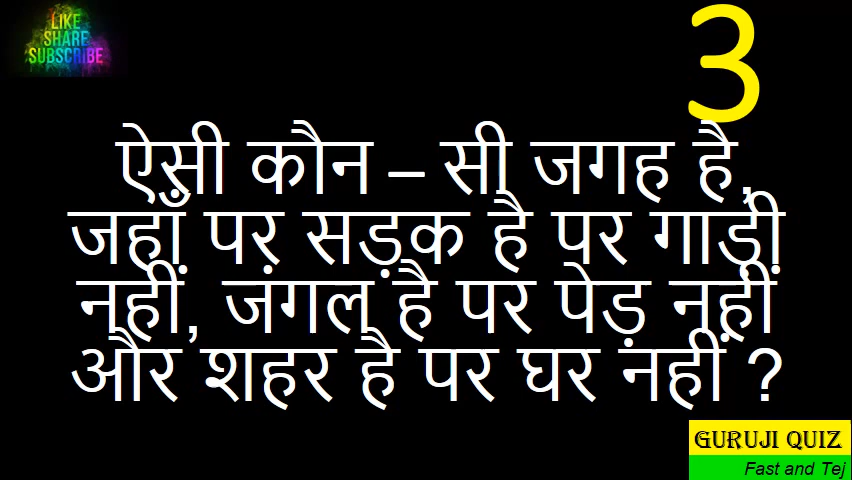 LIKE
SHARE
SUBSCRIBE
3
ऐसी कौन – सी जगह है,
जहाँ पर सड़क है पर गाड़ी
नहीं, जंगल है पर पेड़ नहीं
और शहर है पर घर नहीं ?
GURUJI QUIZ
Fast and Tej